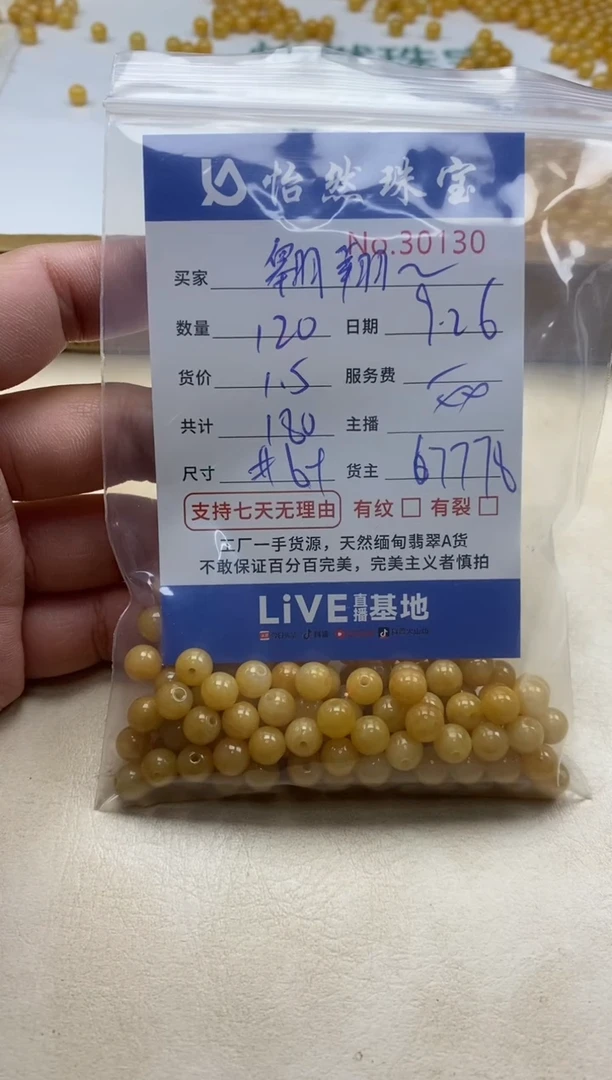 怡然珠宝
No.30130
买家 翱翔~
数量 120 日期 9.26
货价 1.5 服务费
共计 180 主播
尺寸 #6+ 货主 67778
支持七天无理由 有纹 □ 有裂 □
工厂一手货源，天然缅甸翡翠A货
不敢保证百分百完美，完美主义者慎拍
LiVE直播基地